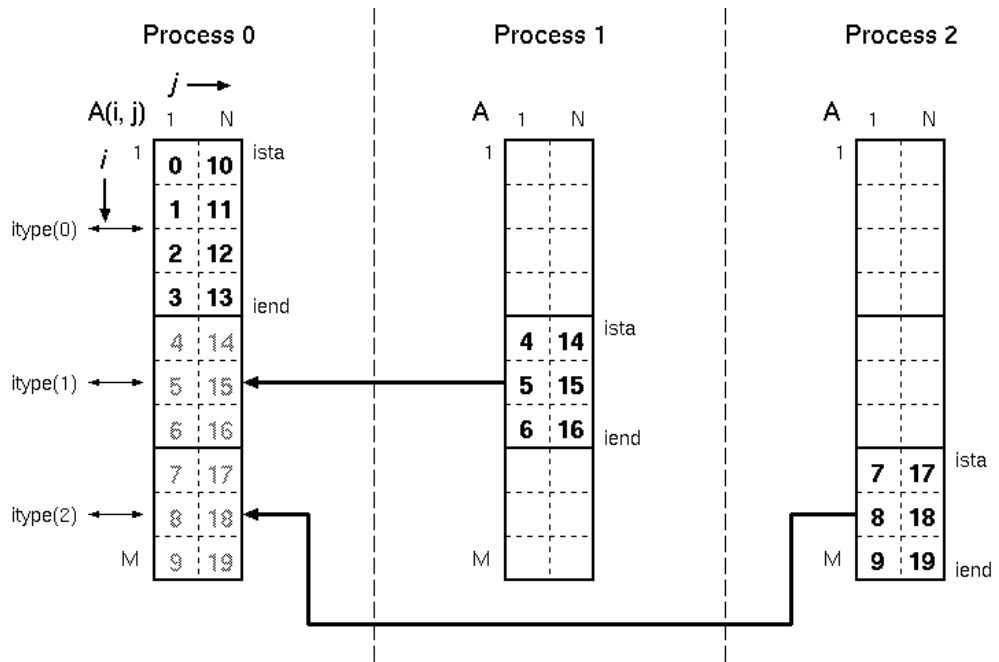 Process 0
Process 1
Process 2
j
A(i, j)
1 N
A
1 N
A
1 N
i
1
0 10
ista
1
1
1 11
itype(0)
2 12
3 13
iend
4 14
4 14
ista
itype(1)
5 15
5 15
6 16
6 16
iend
7 17
7 17
ista
itype(2)
8 18
8 18
M
9 19
M
M
9 19
iend